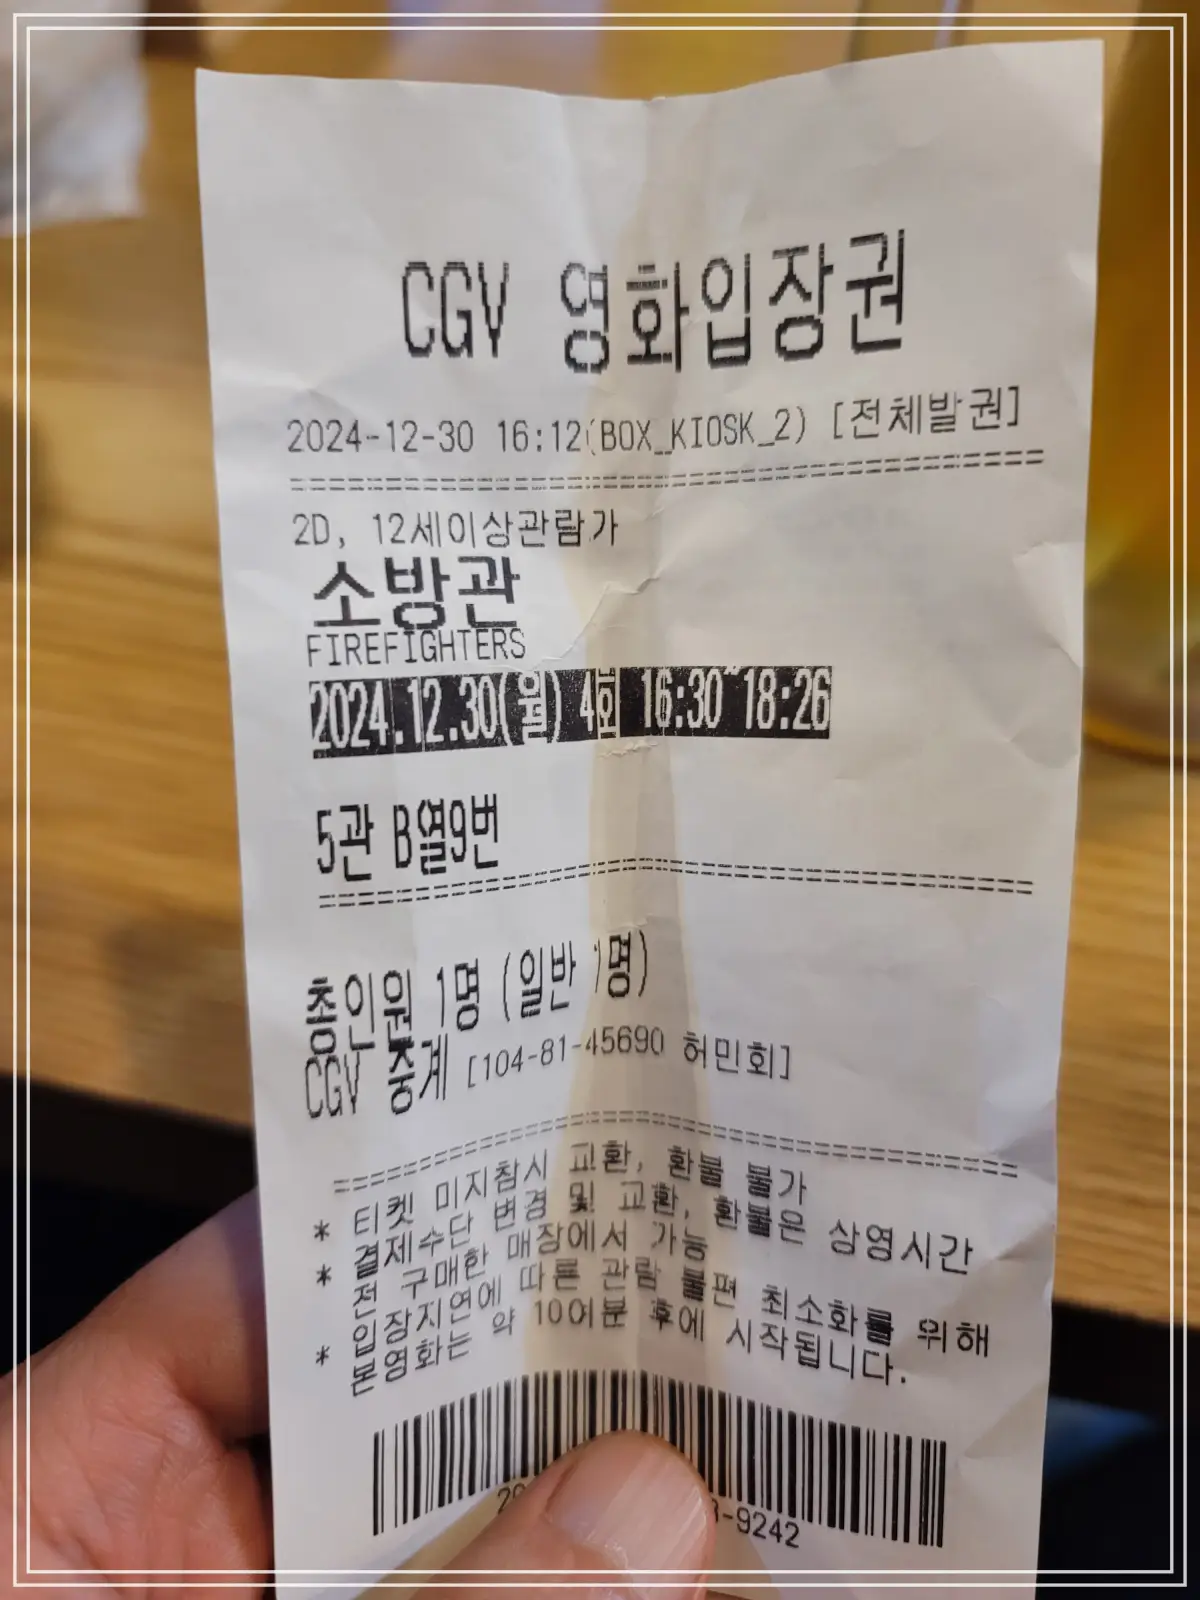 CGV 영화입장권
2024-12-30 16:12(BOX_KIOSK_2) [전체발권]
2D, 12세이상관람가
소방관
FIREFIGHTERS
2024.12.30(월) 4회 16:30~18:26
5관 B열9번
총인원 1명 (일반 1명)
CGV 중계 [104-81-45690 허민회]
* 티켓 미지참시 교환, 환불 불가
* 결제수단 변경 및 교환, 환불은 상영시간
전 구매한 매장에서 가능
* 입장지연에 따른 관람 불편 최소화를 위해
본영화는 약 10여분 후에 시작됩니다.
-9242